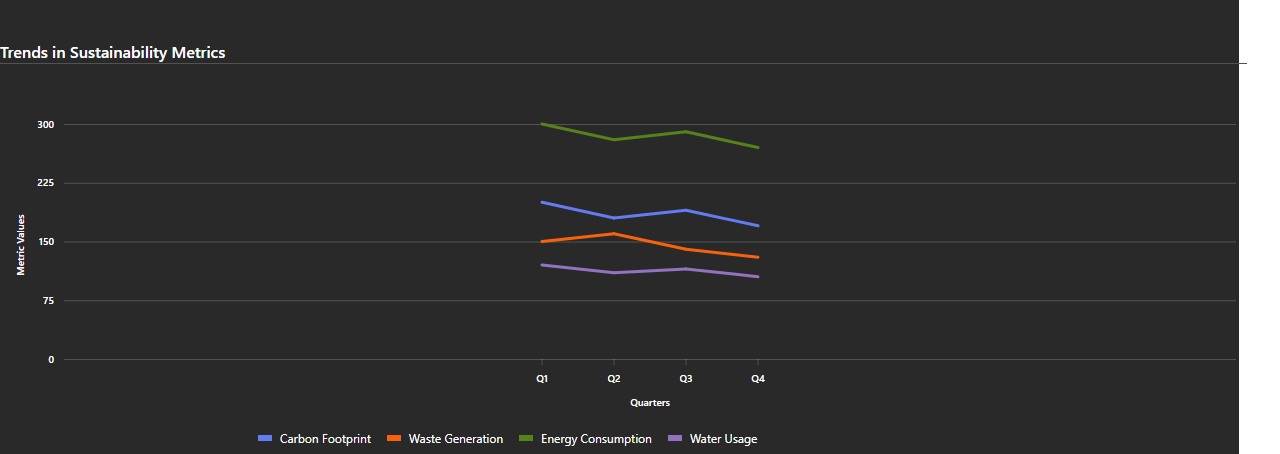 Trends in Sustainability Metrics
300
225
150
75
0
Metric Values
Q1 Q2 Q3 Q4
Quarters
Carbon Footprint Waste Generation Energy Consumption Water Usage